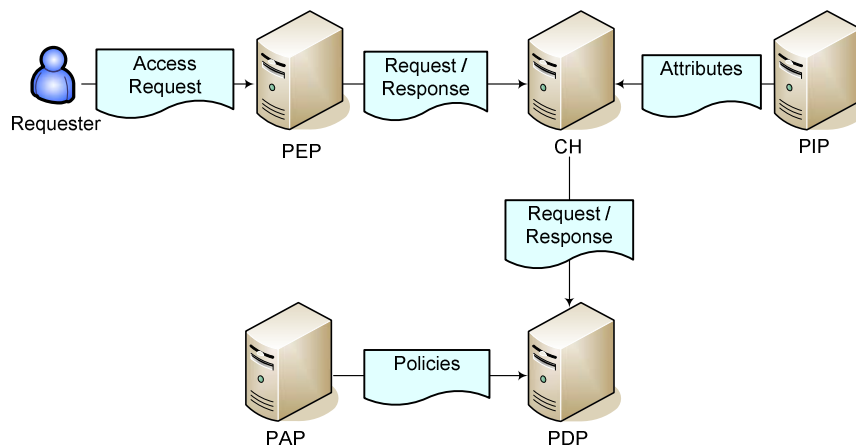 Access
Request
Request /
Response
Attributes
Requester
PEP
CH
PIP
Request /
Response
Policies
PAP
PDP